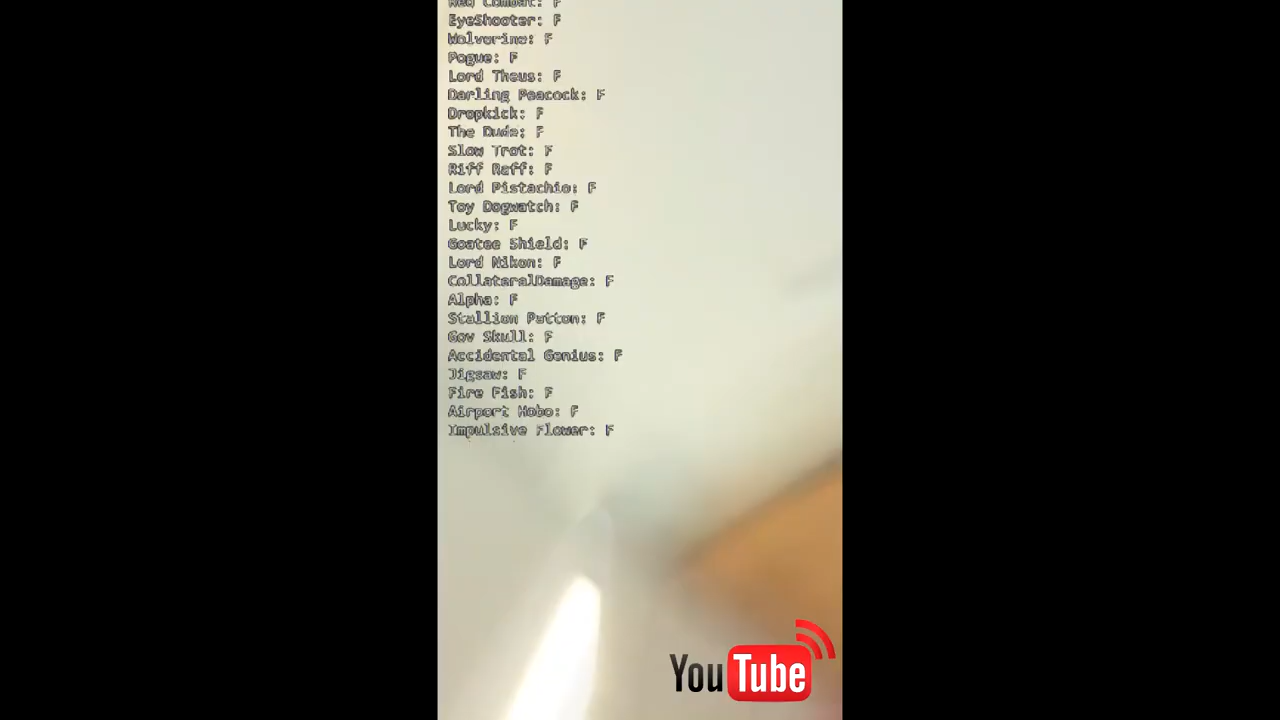 Red Combat: F
EyeShooter: F
Wolverine: F
Pogue: F
Lord Theus: F
Darling Peacock: F
Dropkick: F
The Dude: F
Slow Trot: F
Riff Raff: F
Lord Pistachio: F
Toy Dogwatch: F
Lucky: F
Goatee Shield: F
Lord Nikon: F
CollateralDamage: F
Alpha: F
Stallion Patton: F
Gov Skull: F
Accidental Genius: F
Jigsaw: F
Fire Fish: F
Airport Hobo: F
Impulsive Flower: F
YouTube